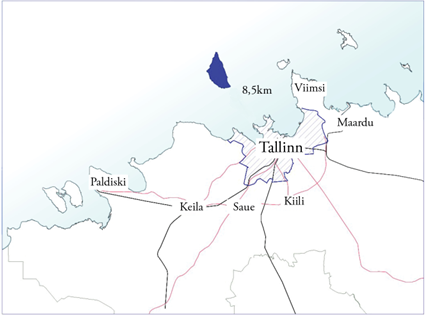 Viimsi
8,5km
Maardu
Tallinn
Paldiski
Keila
Saue
Kiili